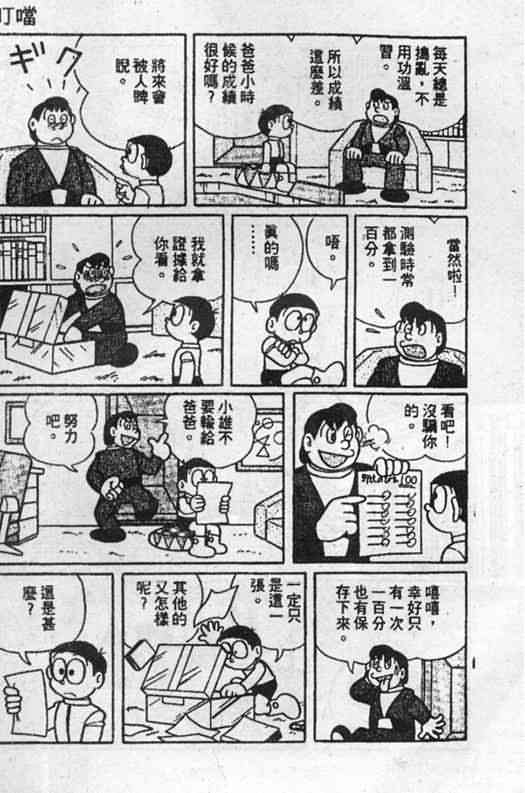 叮噹
每天總是
搗亂，不
用功溫
習。
所以成績
這麼差。
爸爸小時
候的成績
很好嗎？
將來會
被人睥
說。
ギク
當然啦！
測驗時常
都拿到一
百分。
唔。
真的嗎
……
我就拿
證據給
你看。
看吧！
沒騙你
的。
100
小雄不
要輸給
爸爸。
努力
吧。
嘻嘻，
幸好只
有一次
一百分
也有保
存下來。
一定只
是這一
張。
其他的
又怎樣
呢？
這是甚
麼？